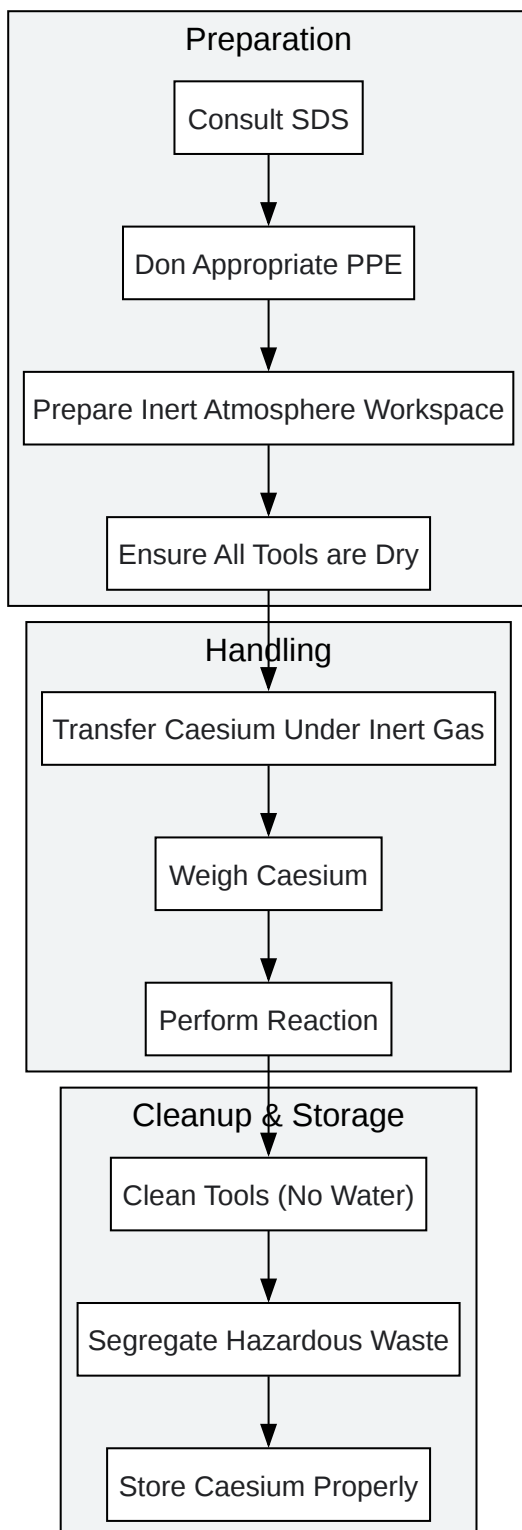 Preparation
Consult SDS
Don Appropriate PPE
Prepare Inert Atmosphere Workspace
Ensure All Tools are Dry
Handling
Transfer Caesium Under Inert Gas
Weigh Caesium
Perform Reaction
Cleanup & Storage
Clean Tools (No Water)
Segregate Hazardous Waste
Store Caesium Properly